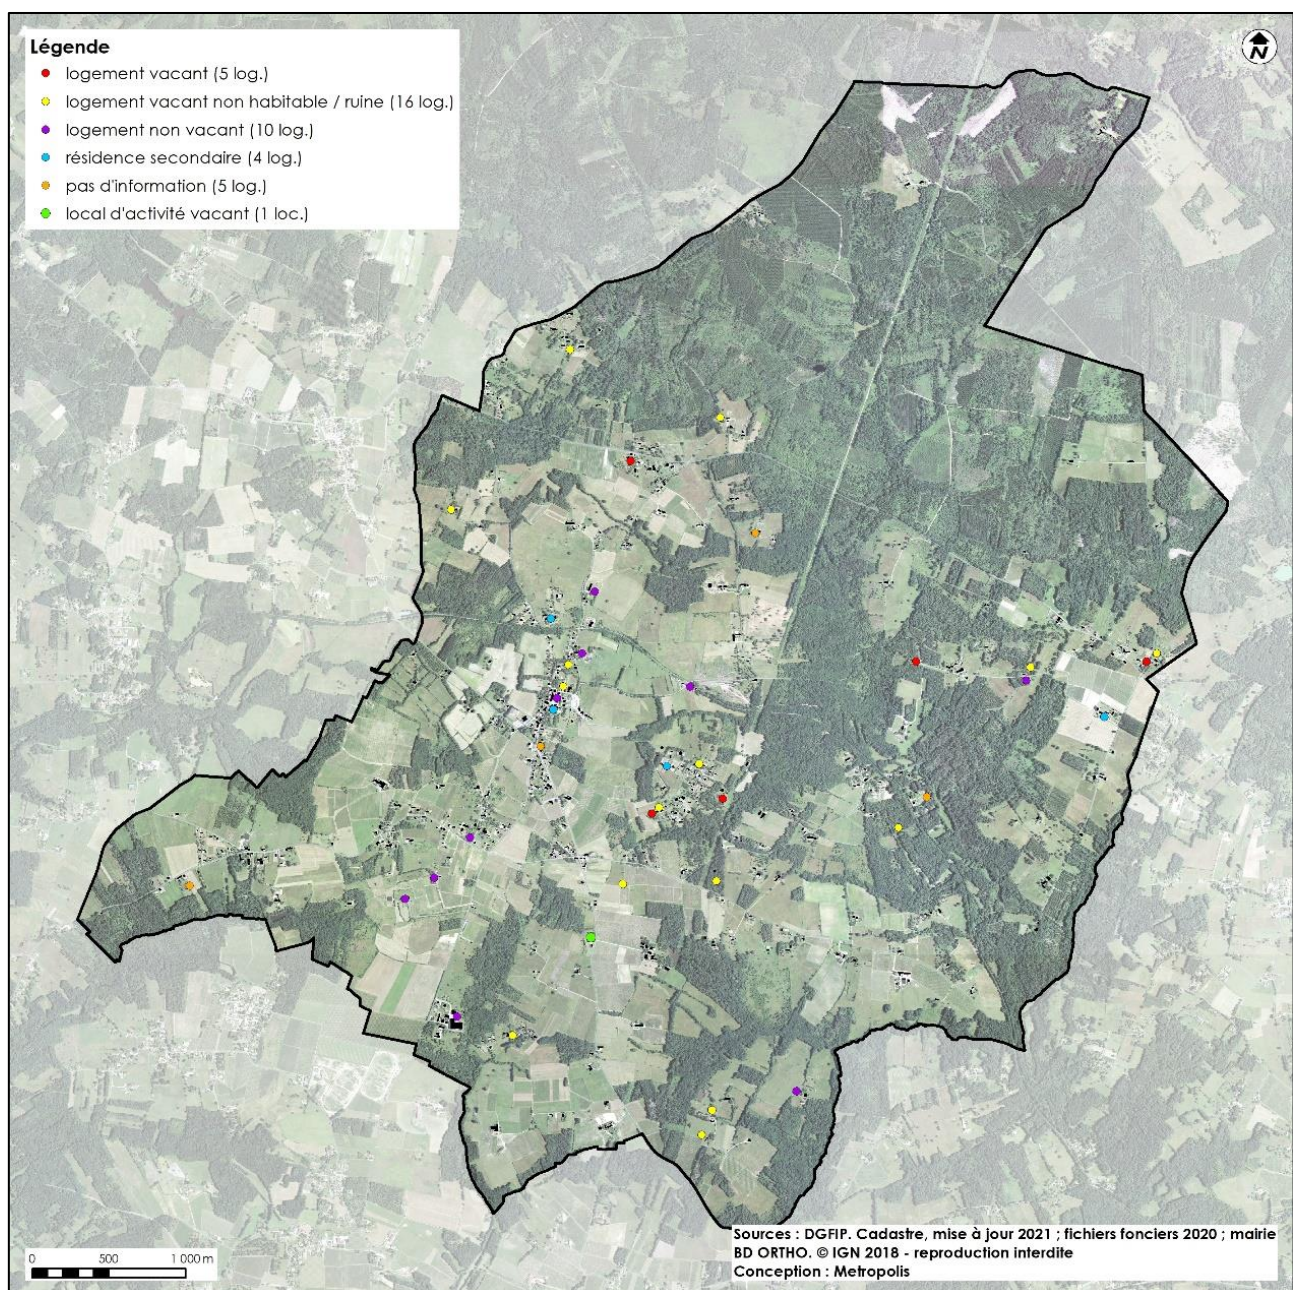 Légende
logement vacant (5 log.)
logement vacant non habitable / ruine (16 log.)
logement non vacant (10 log.)
résidence secondaire (4 log.)
pas d'information (5 log.)
local d'activité vacant (1 loc.)
N
0 500 1 000 m
Sources : DGFIP. Cadastre, mise à jour 2021 ; fichiers fonciers 2020 ; mairie
BD ORTHO. © IGN 2018 - reproduction interdite
Conception : Metropolis